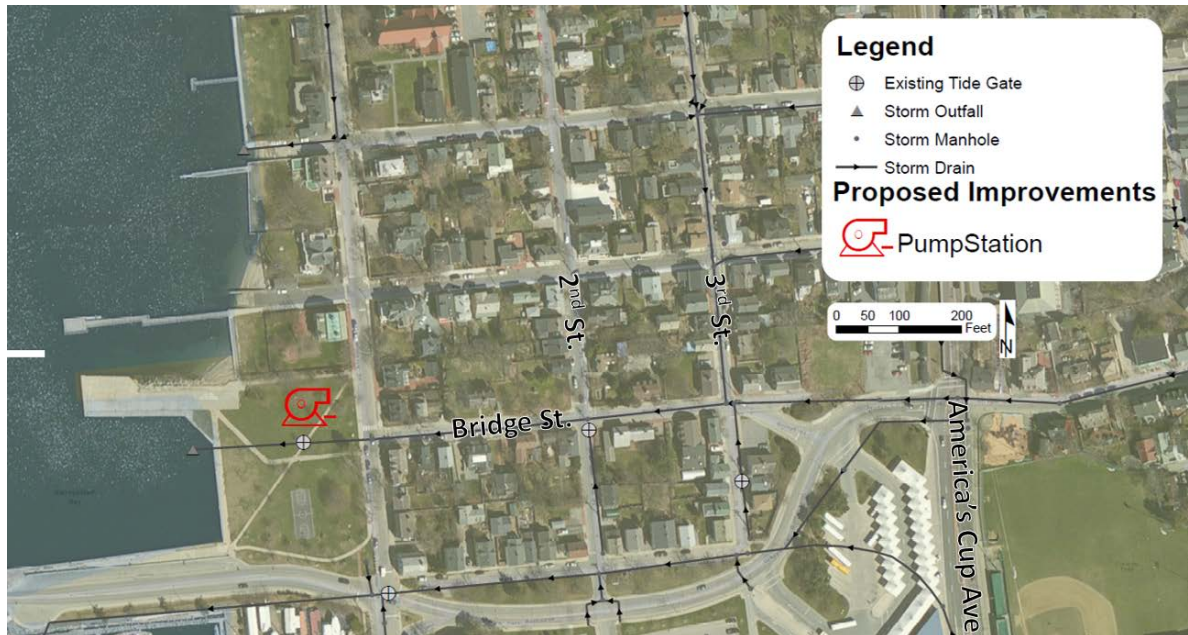 Legend
Existing Tide Gate
Storm Outfall
Storm Manhole
Storm Drain
Proposed Improvements
PumpStation
0 50 100 200
Feet
N
2nd St.
3rd St.
Bridge St.
America's Cup Ave